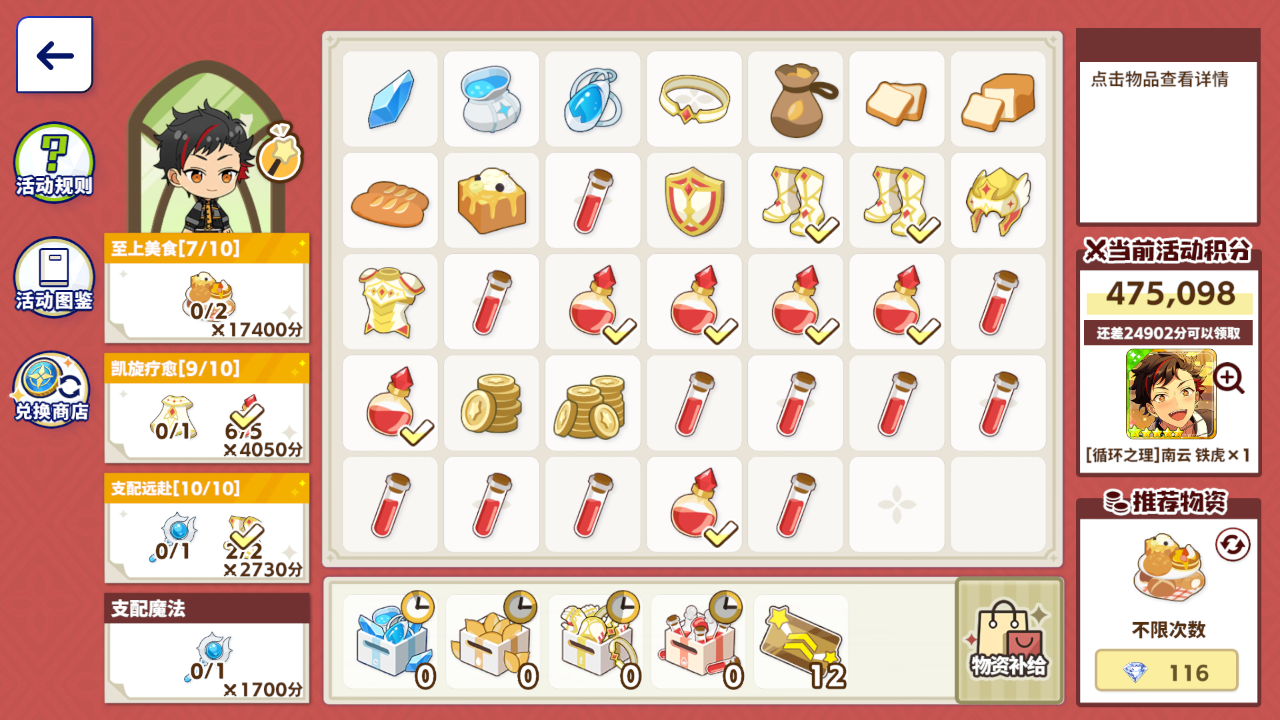 活动规则
活动图鉴
兑换商店
至上美食[7/10]
0/2
×17400分
凯旋疗愈[9/10]
0/1
6/5
×4050分
支配远赴[10/10]
0/1
2/2
×2730分
支配魔法
0/1
×1700分
0
0
0
0
12
物资补给
点击物品查看详情
当前活动积分
475,098
还差24902分可以领取
[循环之理]南云 铁虎×1
推荐物资
不限次数
116